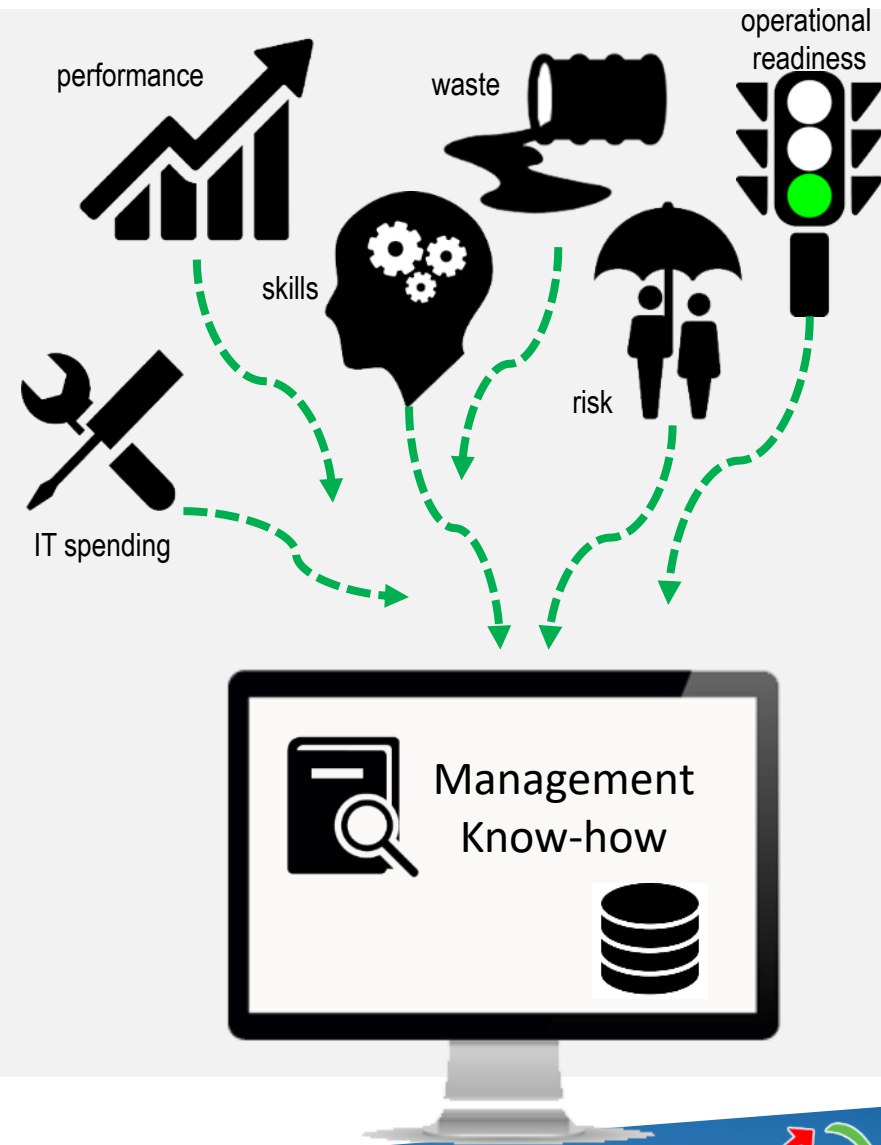 operational
readiness
performance
waste
skills
risk
IT spending
Management
Know-how